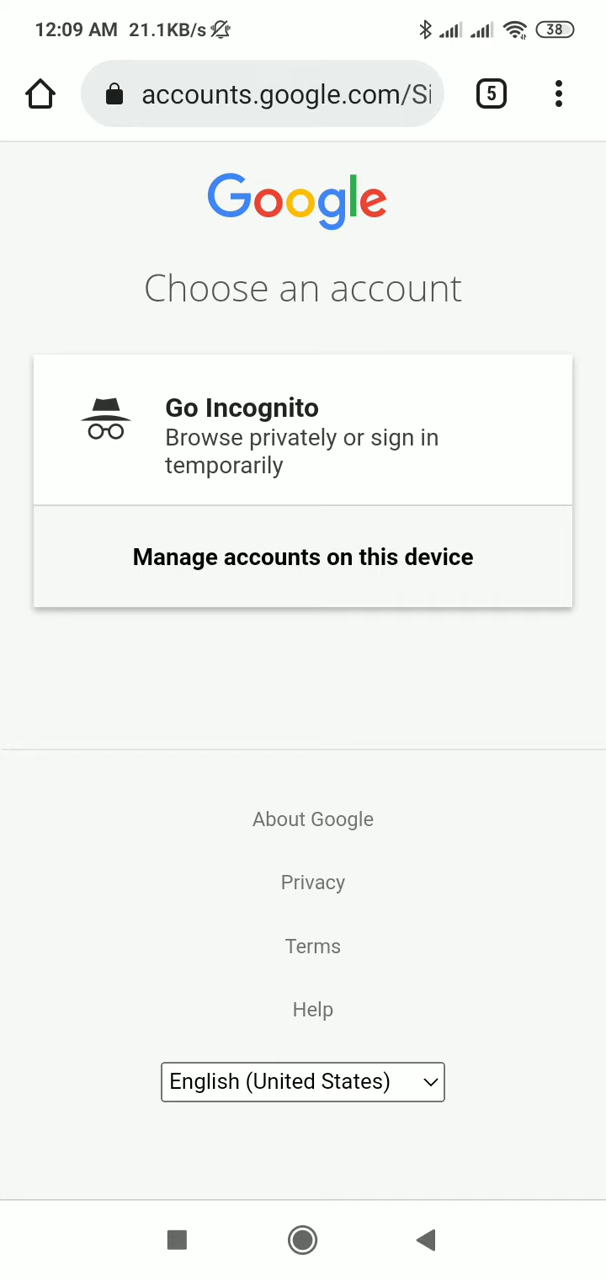 12:09 AM 21.1KB/s 38
accounts.google.com/Si
5
Google
Choose an account
Go Incognito
Browse privately or sign in
temporarily
Manage accounts on this device
About Google
Privacy
Terms
Help
English (United States)